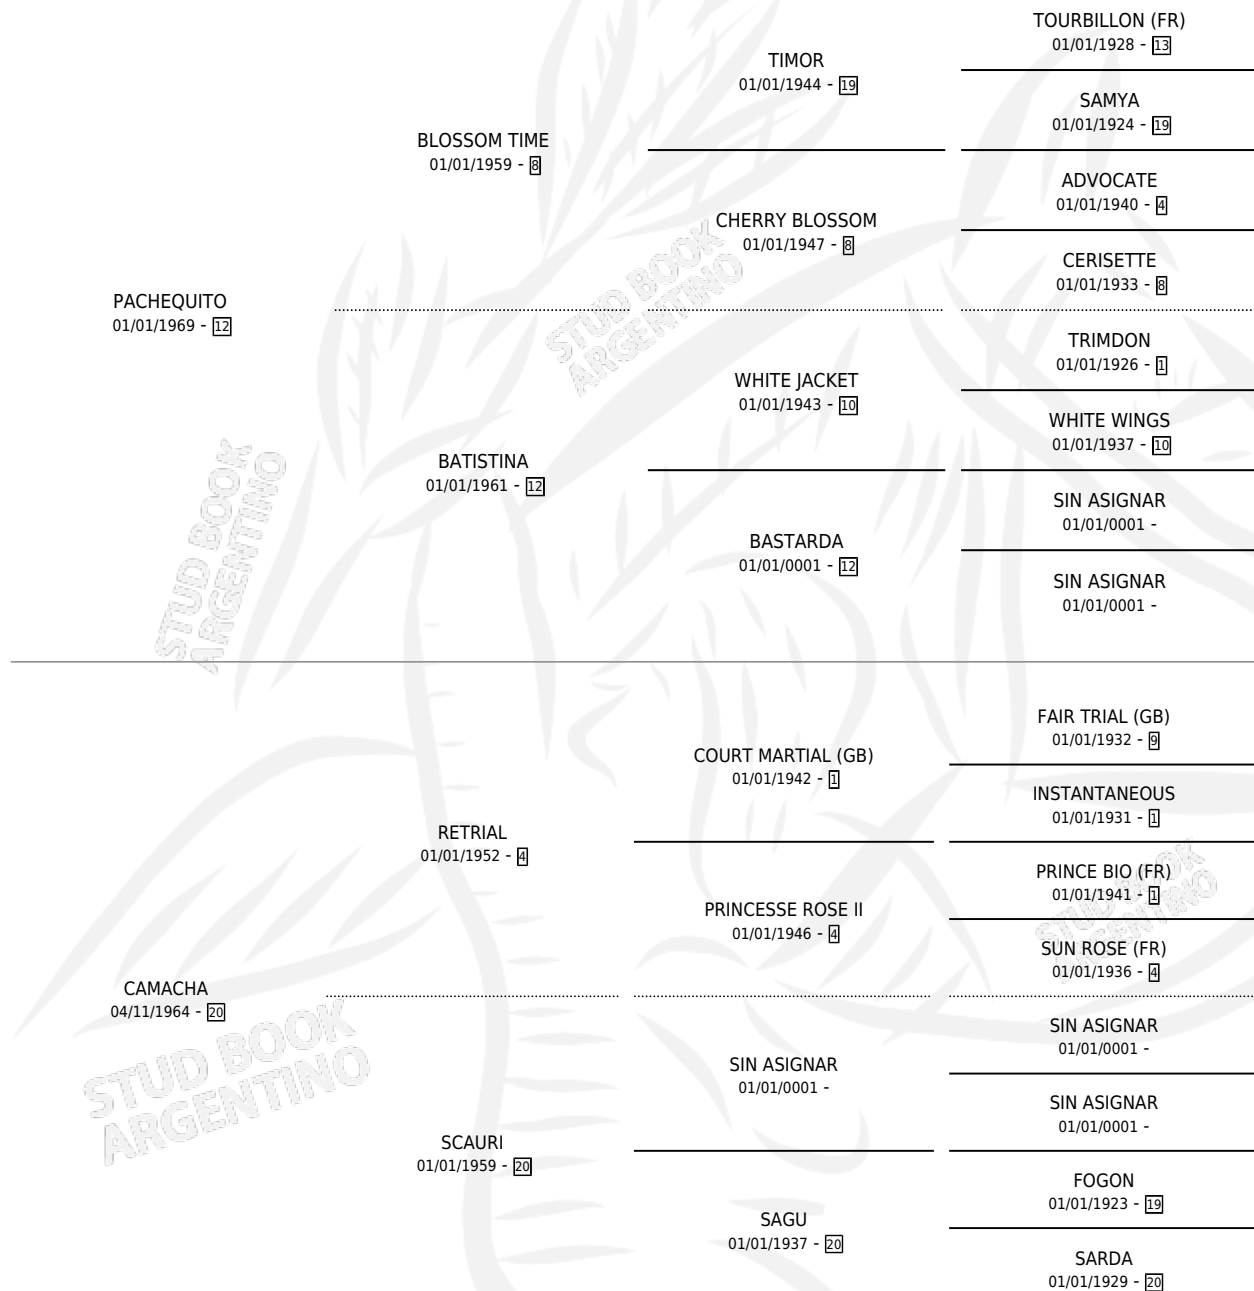 TOURBILLON (FR)
01/01/1928 - 13
TIMOR
01/01/1944 - 19
SAMYA
01/01/1924 - 19
BLOSSOM TIME
01/01/1959 - 8
ADVOCATE
01/01/1940 - 4
CHERRY BLOSSOM
01/01/1947 - 8
CERISETTE
01/01/1933 - 8
PACHEQUITO
01/01/1969 - 12
TRIMDON
01/01/1926 - 1
WHITE JACKET
01/01/1943 - 10
WHITE WINGS
01/01/1937 - 10
BATISTINA
01/01/1961 - 12
SIN ASIGNAR
01/01/0001 -
BASTARDA
01/01/0001 - 12
SIN ASIGNAR
01/01/0001 -
FAIR TRIAL (GB)
01/01/1932 - 9
COURT MARTIAL (GB)
01/01/1942 - 1
INSTANTANEOUS
01/01/1931 - 1
RETRIAL
01/01/1952 - 4
PRINCE BIO (FR)
01/01/1941 - 1
PRINCESSE ROSE II
01/01/1946 - 4
SUN ROSE (FR)
01/01/1936 - 4
CAMACHA
04/11/1964 - 20
SIN ASIGNAR
01/01/0001 -
SIN ASIGNAR
01/01/0001 -
SIN ASIGNAR
01/01/0001 -
SCAURI
01/01/1959 - 20
FOGON
01/01/1923 - 19
SAGU
01/01/1937 - 20
SARDA
01/01/1929 - 20
STUD BOOK
ARGENTINO
STUD BOOK
ARGENTINO
STUD BOOK
ARGENTINO
STUD BOOK
ARGENTINO